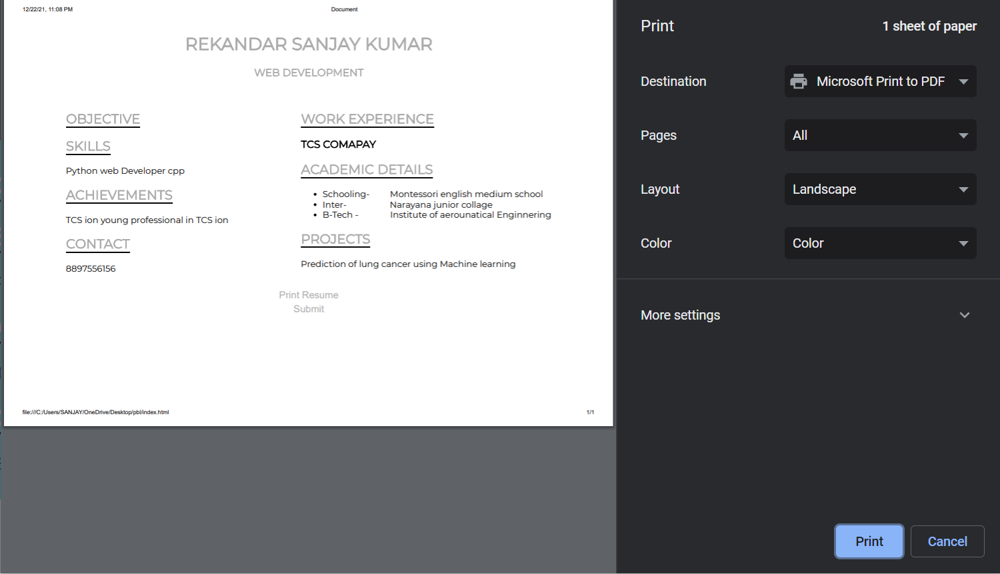 12/22/21, 11:08 PM Document
REKANDAR SANJAY KUMAR
WEB DEVELOPMENT
OBJECTIVE
SKILLS
Python web Developer cpp
ACHIEVEMENTS
TCS ion young professional in TCS ion
CONTACT
8897556156
WORK EXPERIENCE
TCS COMAPAY
ACADEMIC DETAILS
• Schooling- Montessori english medium school
• Inter- Narayana junior collage
• B-Tech - Institute of aerounatical Enginnering
PROJECTS
Prediction of lung cancer using Machine learning
Print Resume
Submit
file:///C:/Users/SANJAY/OneDrive/Desktop/pbl/index.html 1/1
Print 1 sheet of paper
Destination Microsoft Print to PDF
Pages All
Layout Landscape
Color Color
More settings
Print Cancel